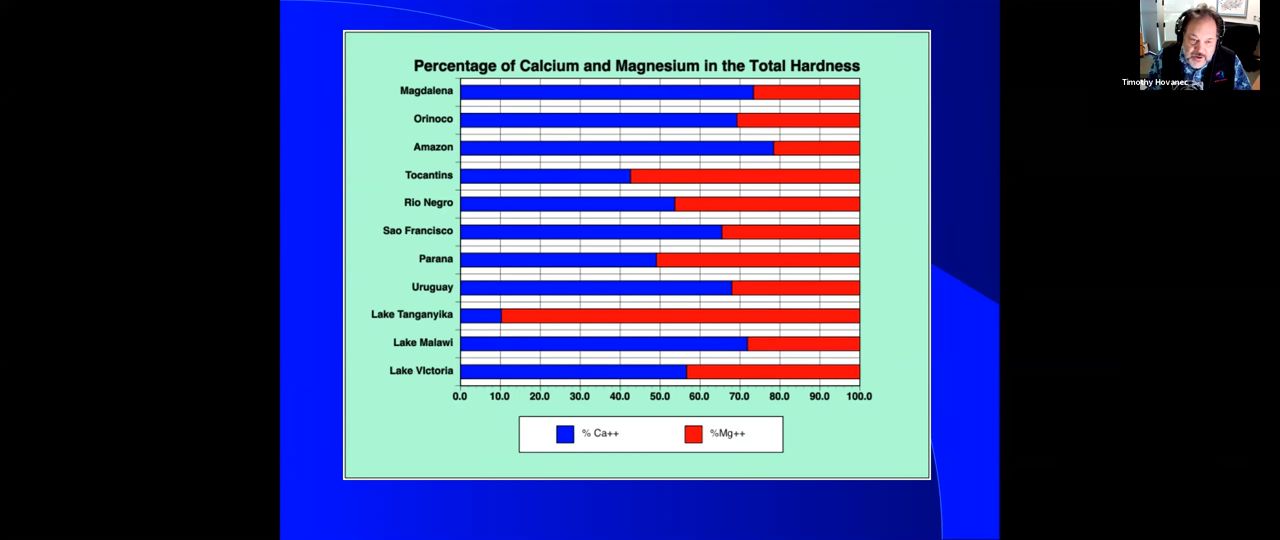 Percentage of Calcium and Magnesium in the Total Hardness
Magdalena
Orinoco
Amazon
Tocantins
Rio Negro
Sao Francisco
Parana
Uruguay
Lake Tanganyika
Lake Malawi
Lake VIctoria
0.0 10.0 20.0 30.0 40.0 50.0 60.0 70.0 80.0 90.0 100.0
% Ca++ %Mg++
Timothy Hovanec